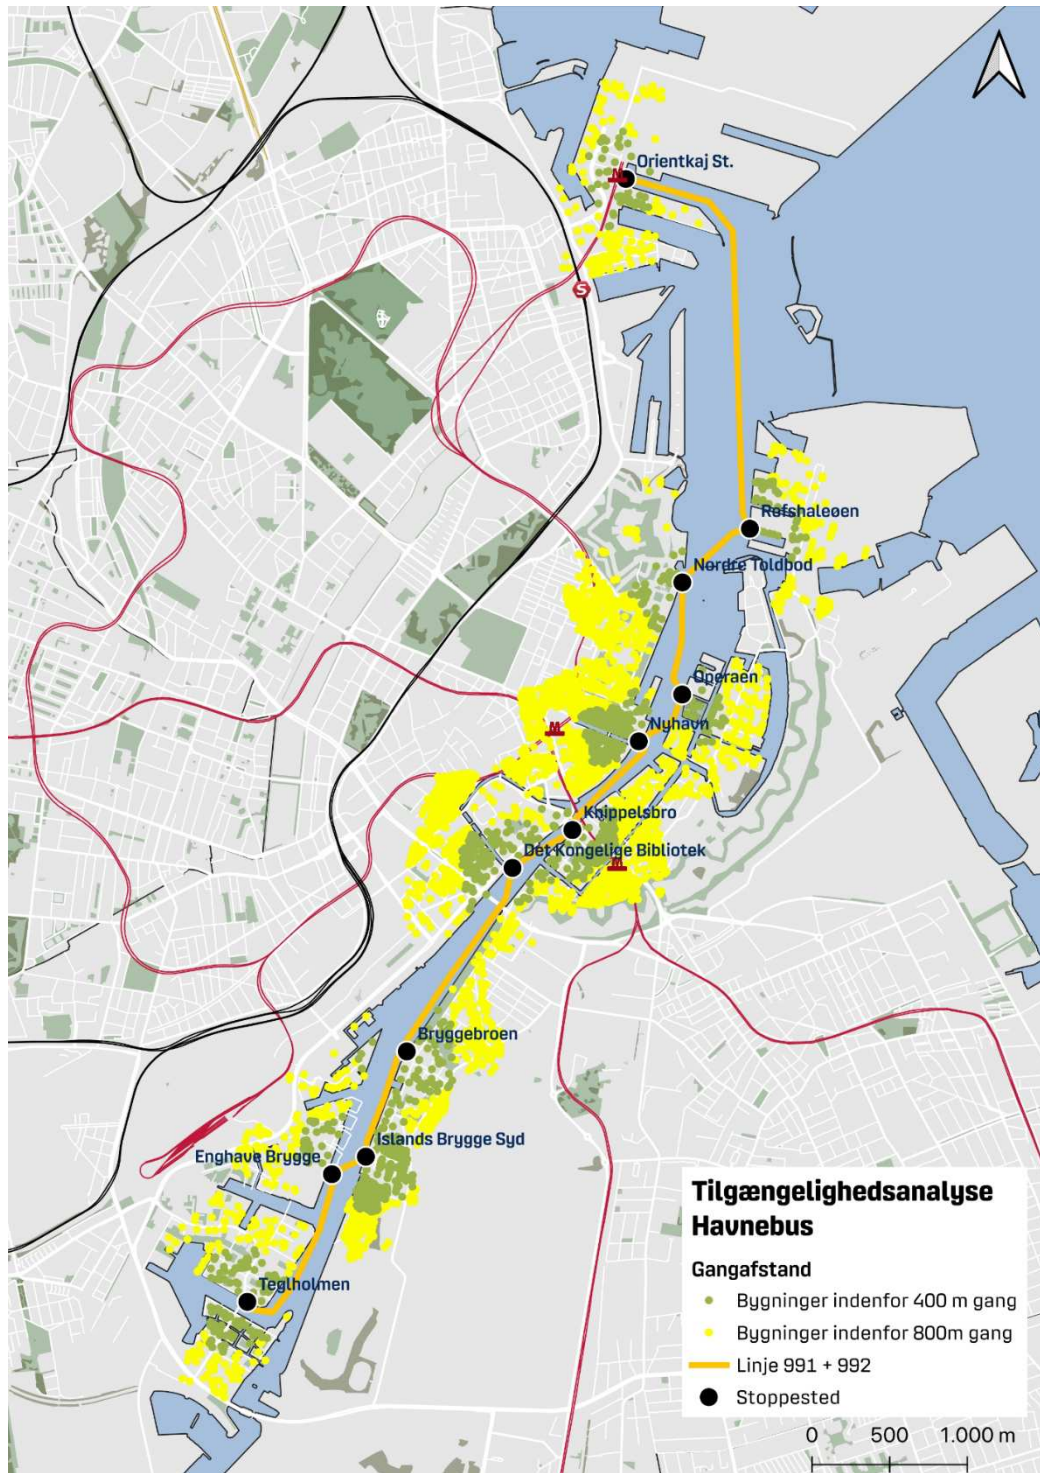 Orientkaj St.
M
S
Refshaleøen
Nordre Toldbod
Operaen
Nyhavn
M
Knippelsbro
Det Kongelige Bibliotek
M
Bryggebroen
Islands Brygge Syd
Enghave Brygge
Teglholmen
Tilgængelighedsanalyse
Havnebus
Gangafstand
Bygninger indenfor 400 m gang
Bygninger indenfor 800m gang
Linje 991 + 992
Stoppested
0 500 1.000 m